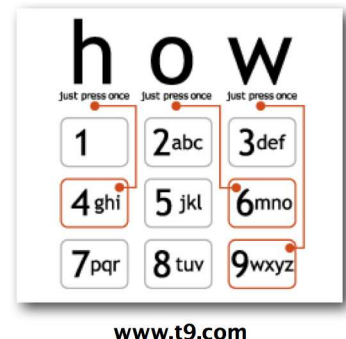 how
just press once just press once just press once
1 2abc 3def
4ghi 5jkl 6mno
7pqr 8tuv 9wxyz
www.t9.com